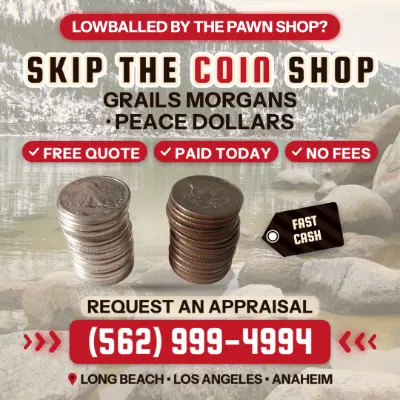 LOWBALLED BY THE PAWN SHOP?
SKIP THE COIN SHOP
GRAILS MORGANS
• PEACE DOLLARS
FREE QUOTE
PAID TODAY
NO FEES
FAST
CASH
REQUEST AN APPRAISAL
(562) 999-4994
LONG BEACH • LOS ANGELES • ANAHEIM